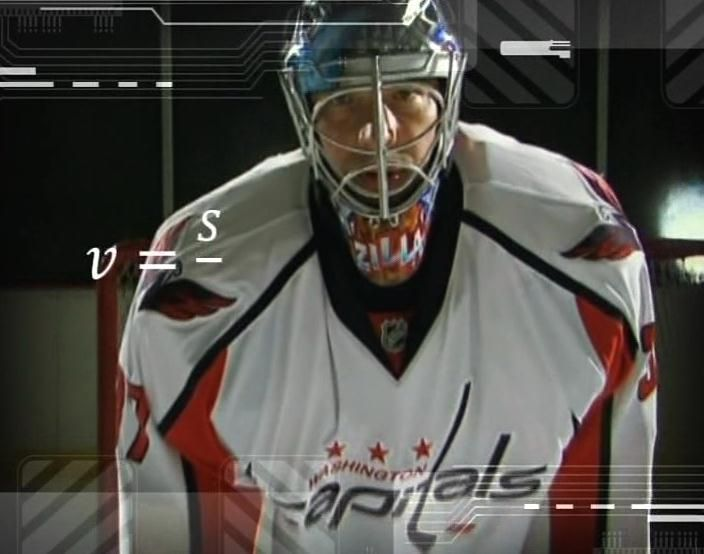 ZILLA
v = S
WASHINGTON
capitals